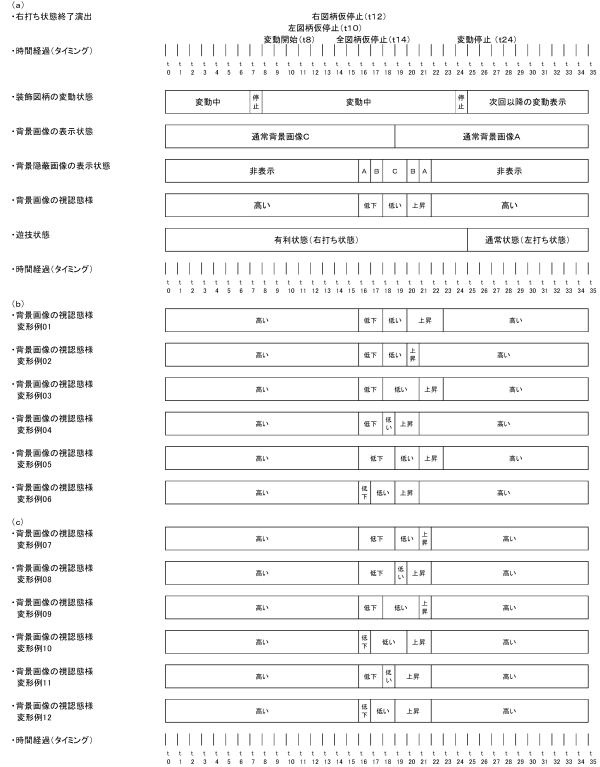 (a)
・右打ち状態終了演出
右図柄仮停止(t12)
左図柄仮停止(t10)
変動開始(t8) 全図柄仮停止(t14) 変動停止 (t24)
・時間経過(タイミング)
t t t t t t t t t t t t t t t t t t t t t t t t t t t t t t t t t t t t
0 1 2 3 4 5 6 7 8 9 10 11 12 13 14 15 16 17 18 19 20 21 22 23 24 25 26 27 28 29 30 31 32 33 34 35
・装飾図柄の変動状態 変動中 停止 変動中 停止 次回以降の変動表示
・背景画像の表示状態 通常背景画像C 通常背景画像A
・背景隠蔽画像の表示状態 非表示 A B C B A 非表示
・背景画像の視認態様 高い 低下 低い 上昇 高い
・遊技状態 有利状態(右打ち状態) 通常状態(左打ち状態)
・時間経過(タイミング)
t t t t t t t t t t t t t t t t t t t t t t t t t t t t t t t t t t t t
0 1 2 3 4 5 6 7 8 9 10 11 12 13 14 15 16 17 18 19 20 21 22 23 24 25 26 27 28 29 30 31 32 33 34 35
(b)
・背景画像の視認態様
変形例01 高い 低下 低い 上昇 高い
・背景画像の視認態様
変形例02 高い 低下 低い 上昇 高い
・背景画像の視認態様
変形例03 高い 低下 低い 上昇 高い
・背景画像の視認態様
変形例04 高い 低下 低い 上昇 高い
・背景画像の視認態様
変形例05 高い 低下 低い 上昇 高い
・背景画像の視認態様
変形例06 高い 低下 低い 上昇 高い
(c)
・背景画像の視認態様
変形例07 高い 低下 低い 上昇 高い
・背景画像の視認態様
変形例08 高い 低下 低い 上昇 高い
・背景画像の視認態様
変形例09 高い 低下 低い 上昇 高い
・背景画像の視認態様
変形例10 高い 低下 低い 上昇 高い
・背景画像の視認態様
変形例11 高い 低下 低い 上昇 高い
・背景画像の視認態様
変形例12 高い 低下 低い 上昇 高い
・時間経過(タイミング)
t t t t t t t t t t t t t t t t t t t t t t t t t t t t t t t t t t t t
0 1 2 3 4 5 6 7 8 9 10 11 12 13 14 15 16 17 18 19 20 21 22 23 24 25 26 27 28 29 30 31 32 33 34 35